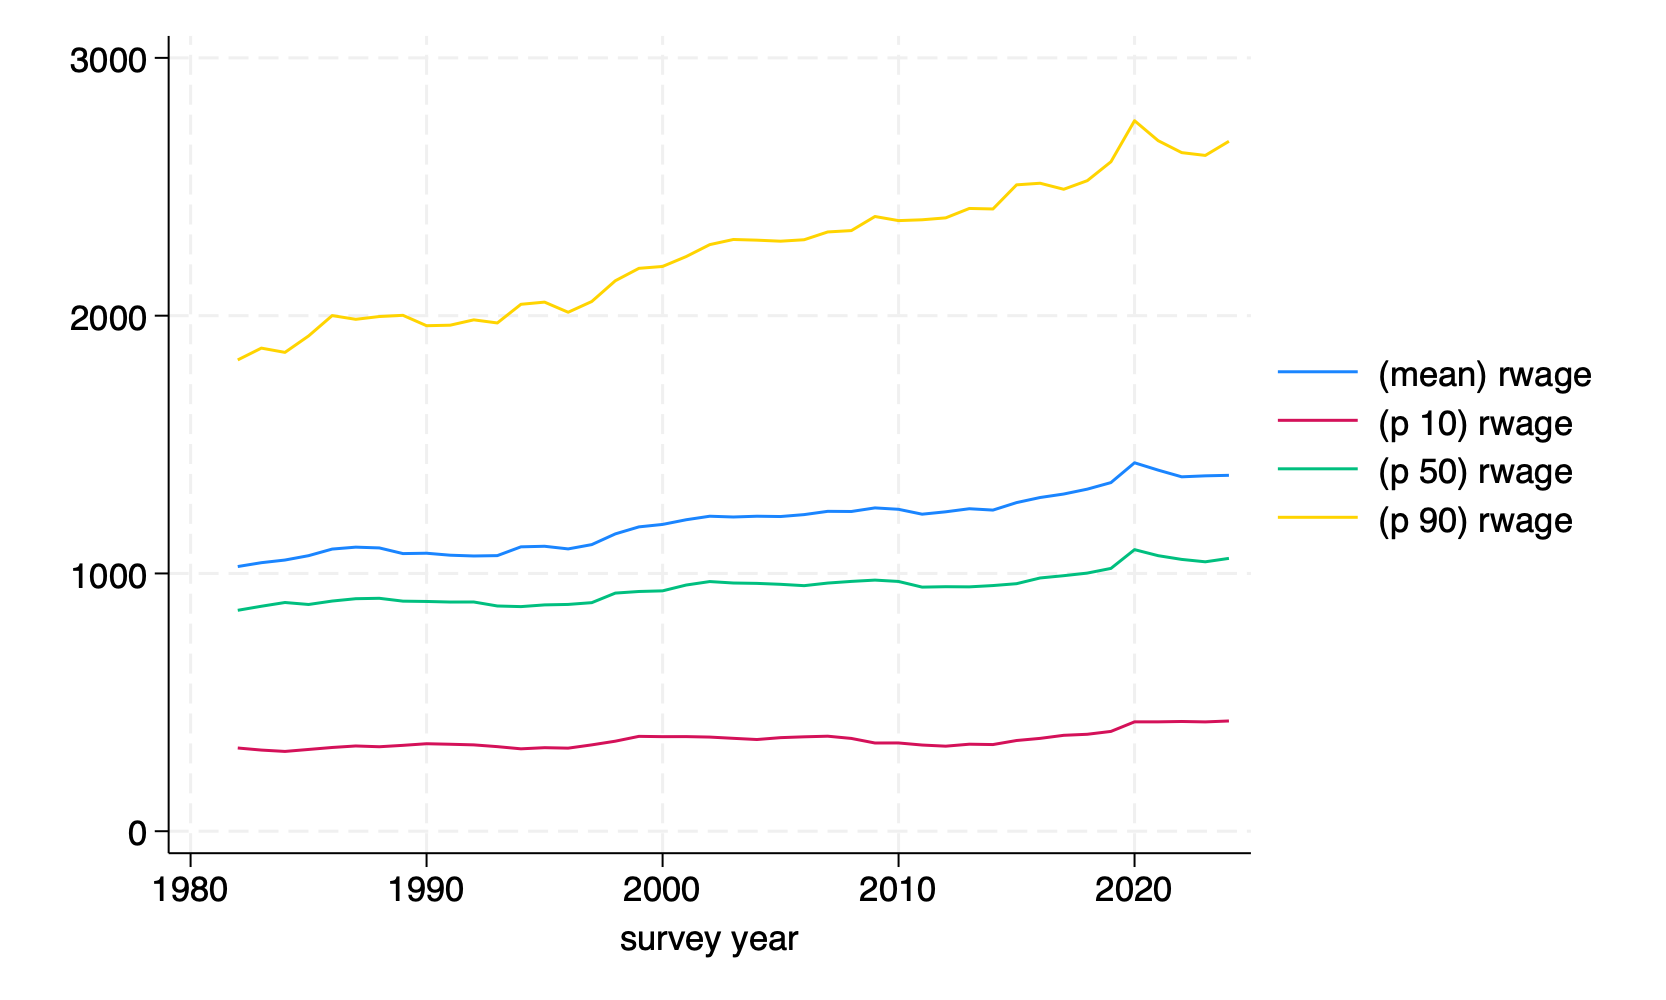 3000
2000
1000
0
1980 1990 2000 2010 2020
survey year
(mean) rwage
(p 10) rwage
(p 50) rwage
(p 90) rwage